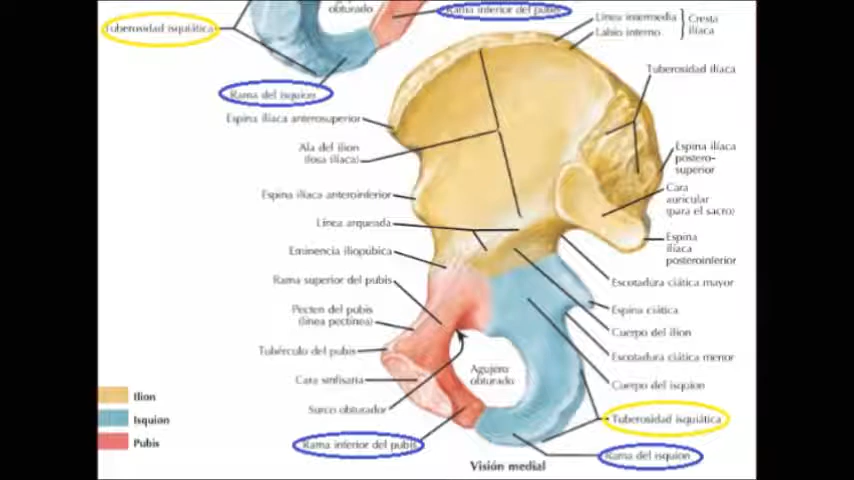 obturado
Rama inferior del pubis
Tuberosidad isquiática
Rama del isquion
Línea intermedia
Labio interno
Cresta
ilíaca
Tuberosidad ilíaca
Espina ilíaca anterosuperior
Ala del ilion
(fosa ilíaca)
Espina ilíaca
postero-
superior
Cara
auricular
(para el sacro)
Espina ilíaca anteroinferior
Línea arqueada
Espina
ilíaca
posteroinferior
Eminencia iliopúbica
Rama superior del pubis
Escotadura ciática mayor
Pecten del pubis
(línea pectínea)
Espina ciática
Cuerpo del ilion
Tubérculo del pubis
Escotadura ciática menor
Agujero
obturado
Cara sinfisaria
Cuerpo del isquion
Surco obturador
Tuberosidad isquiática
Rama inferior del pubis
Rama del isquion
Ilion
Isquion
Pubis
Visión medial